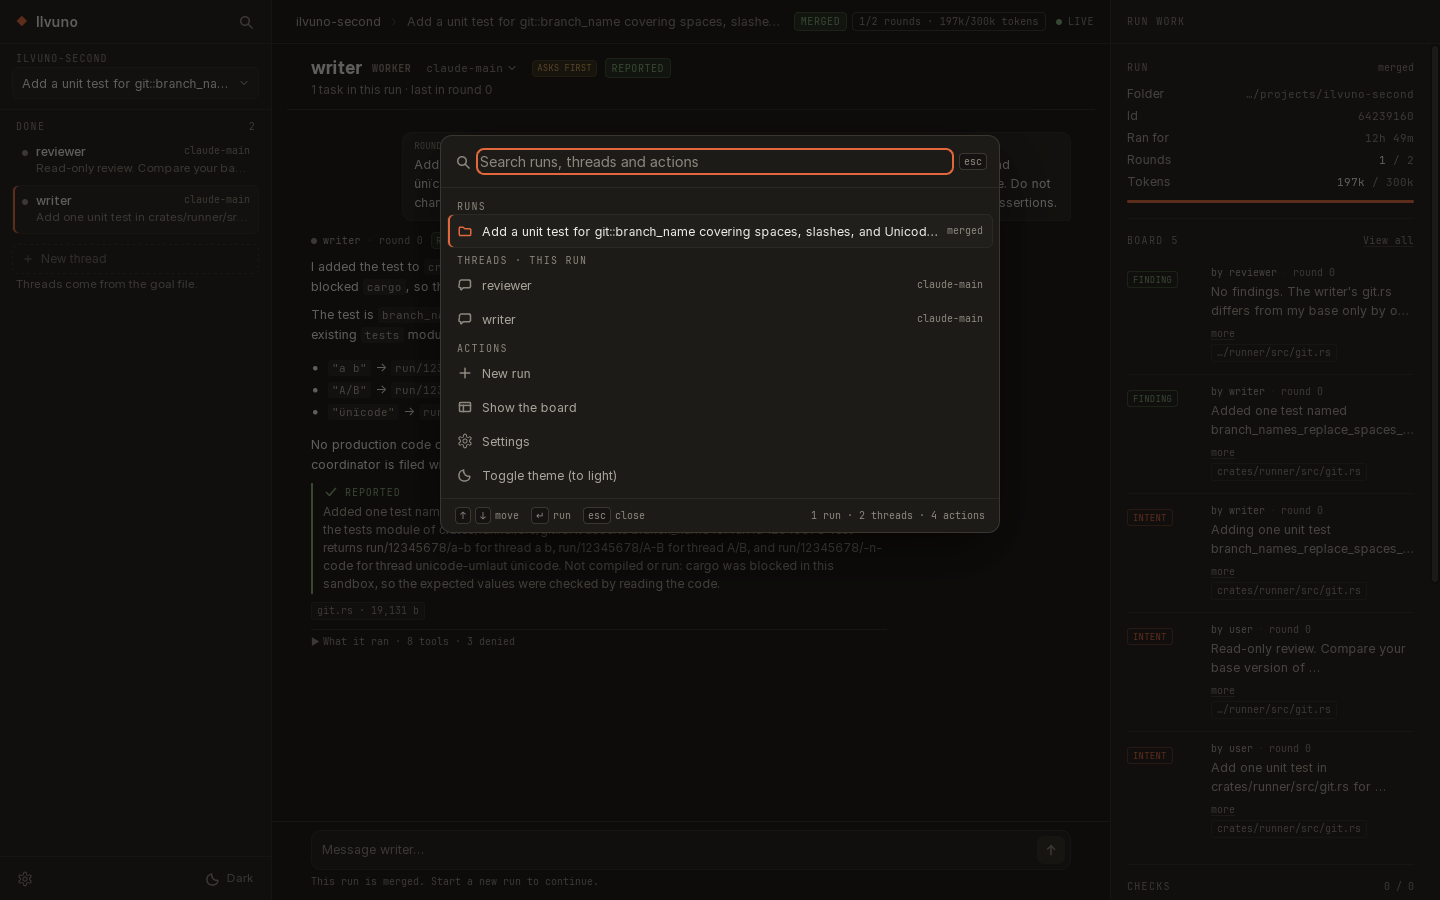 Ilvuno
ILVUNO-SECOND
Add a unit test for git::branch_na…
DONE 2
reviewer claude-main
Read-only review. Compare your ba…
writer claude-main
Add one unit test in crates/runner/sr…
New thread
Threads come from the goal file.
Dark
ilvuno-second > Add a unit test for git::branch_name covering spaces, slashe… MERGED 1/2 rounds · 197k/300k tokens LIVE
writer WORKER claude-main ASKS FIRST REPORTED
1 task in this run · last in round 0
Search runs, threads and actions esc
RUNS
Add a unit test for git::branch_name covering spaces, slashes, and Unicod… merged
THREADS · THIS RUN
reviewer claude-main
writer claude-main
ACTIONS
New run
Show the board
Settings
Toggle theme (to light)
↑ ↓ move ↵ run esc close 1 run · 2 threads · 4 actions
ROUND
Add
. Do not
ssertions.
writer · round 0
I added the test to
blocked cargo , so th
The test is branch_na
existing tests modu
• "a b" → run/123
• "A/B" → run/123
• "ünïcode" → run
No production code c
coordinator is filed w
REPORTED
Added one test nam
the tests module of
returns run/12345678/a-b for thread a b, run/12345678/A-B for thread A/B, and run/12345678/-n-
code for thread unicode-umlaut ünïcode. Not compiled or run: cargo was blocked in this
sandbox, so the expected values were checked by reading the code.
git.rs · 19,131 b
What it ran · 8 tools · 3 denied
Message writer…
This run is merged. Start a new run to continue.
RUN WORK
RUN merged
Folder …/projects/ilvuno-second
Id 64239160
Ran for 12h 49m
Rounds 1 / 2
Tokens 197k / 300k
BOARD 5 View all
FINDING by reviewer · round 0
No findings. The writer's git.rs
differs from my base only by o…
more
…/runner/src/git.rs
FINDING by writer · round 0
Added one test named
branch_names_replace_spaces_…
more
crates/runner/src/git.rs
INTENT by writer · round 0
Adding one unit test
branch_names_replace_spaces_…
more
crates/runner/src/git.rs
INTENT by user · round 0
Read-only review. Compare your
base version of …
more
…/runner/src/git.rs
INTENT by user · round 0
Add one unit test in
crates/runner/src/git.rs for …
more
crates/runner/src/git.rs
CHECKS 0 / 0